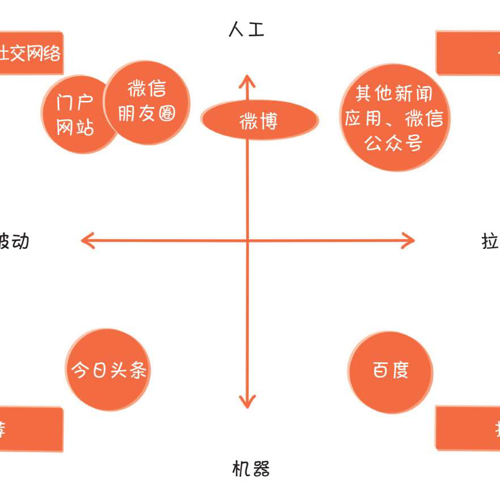 人工
社交网络
门户
网站
微信
朋友圈
微博
其他新闻
应用、微信
公众号
被动
拉
今日头条
百度
荐
机器